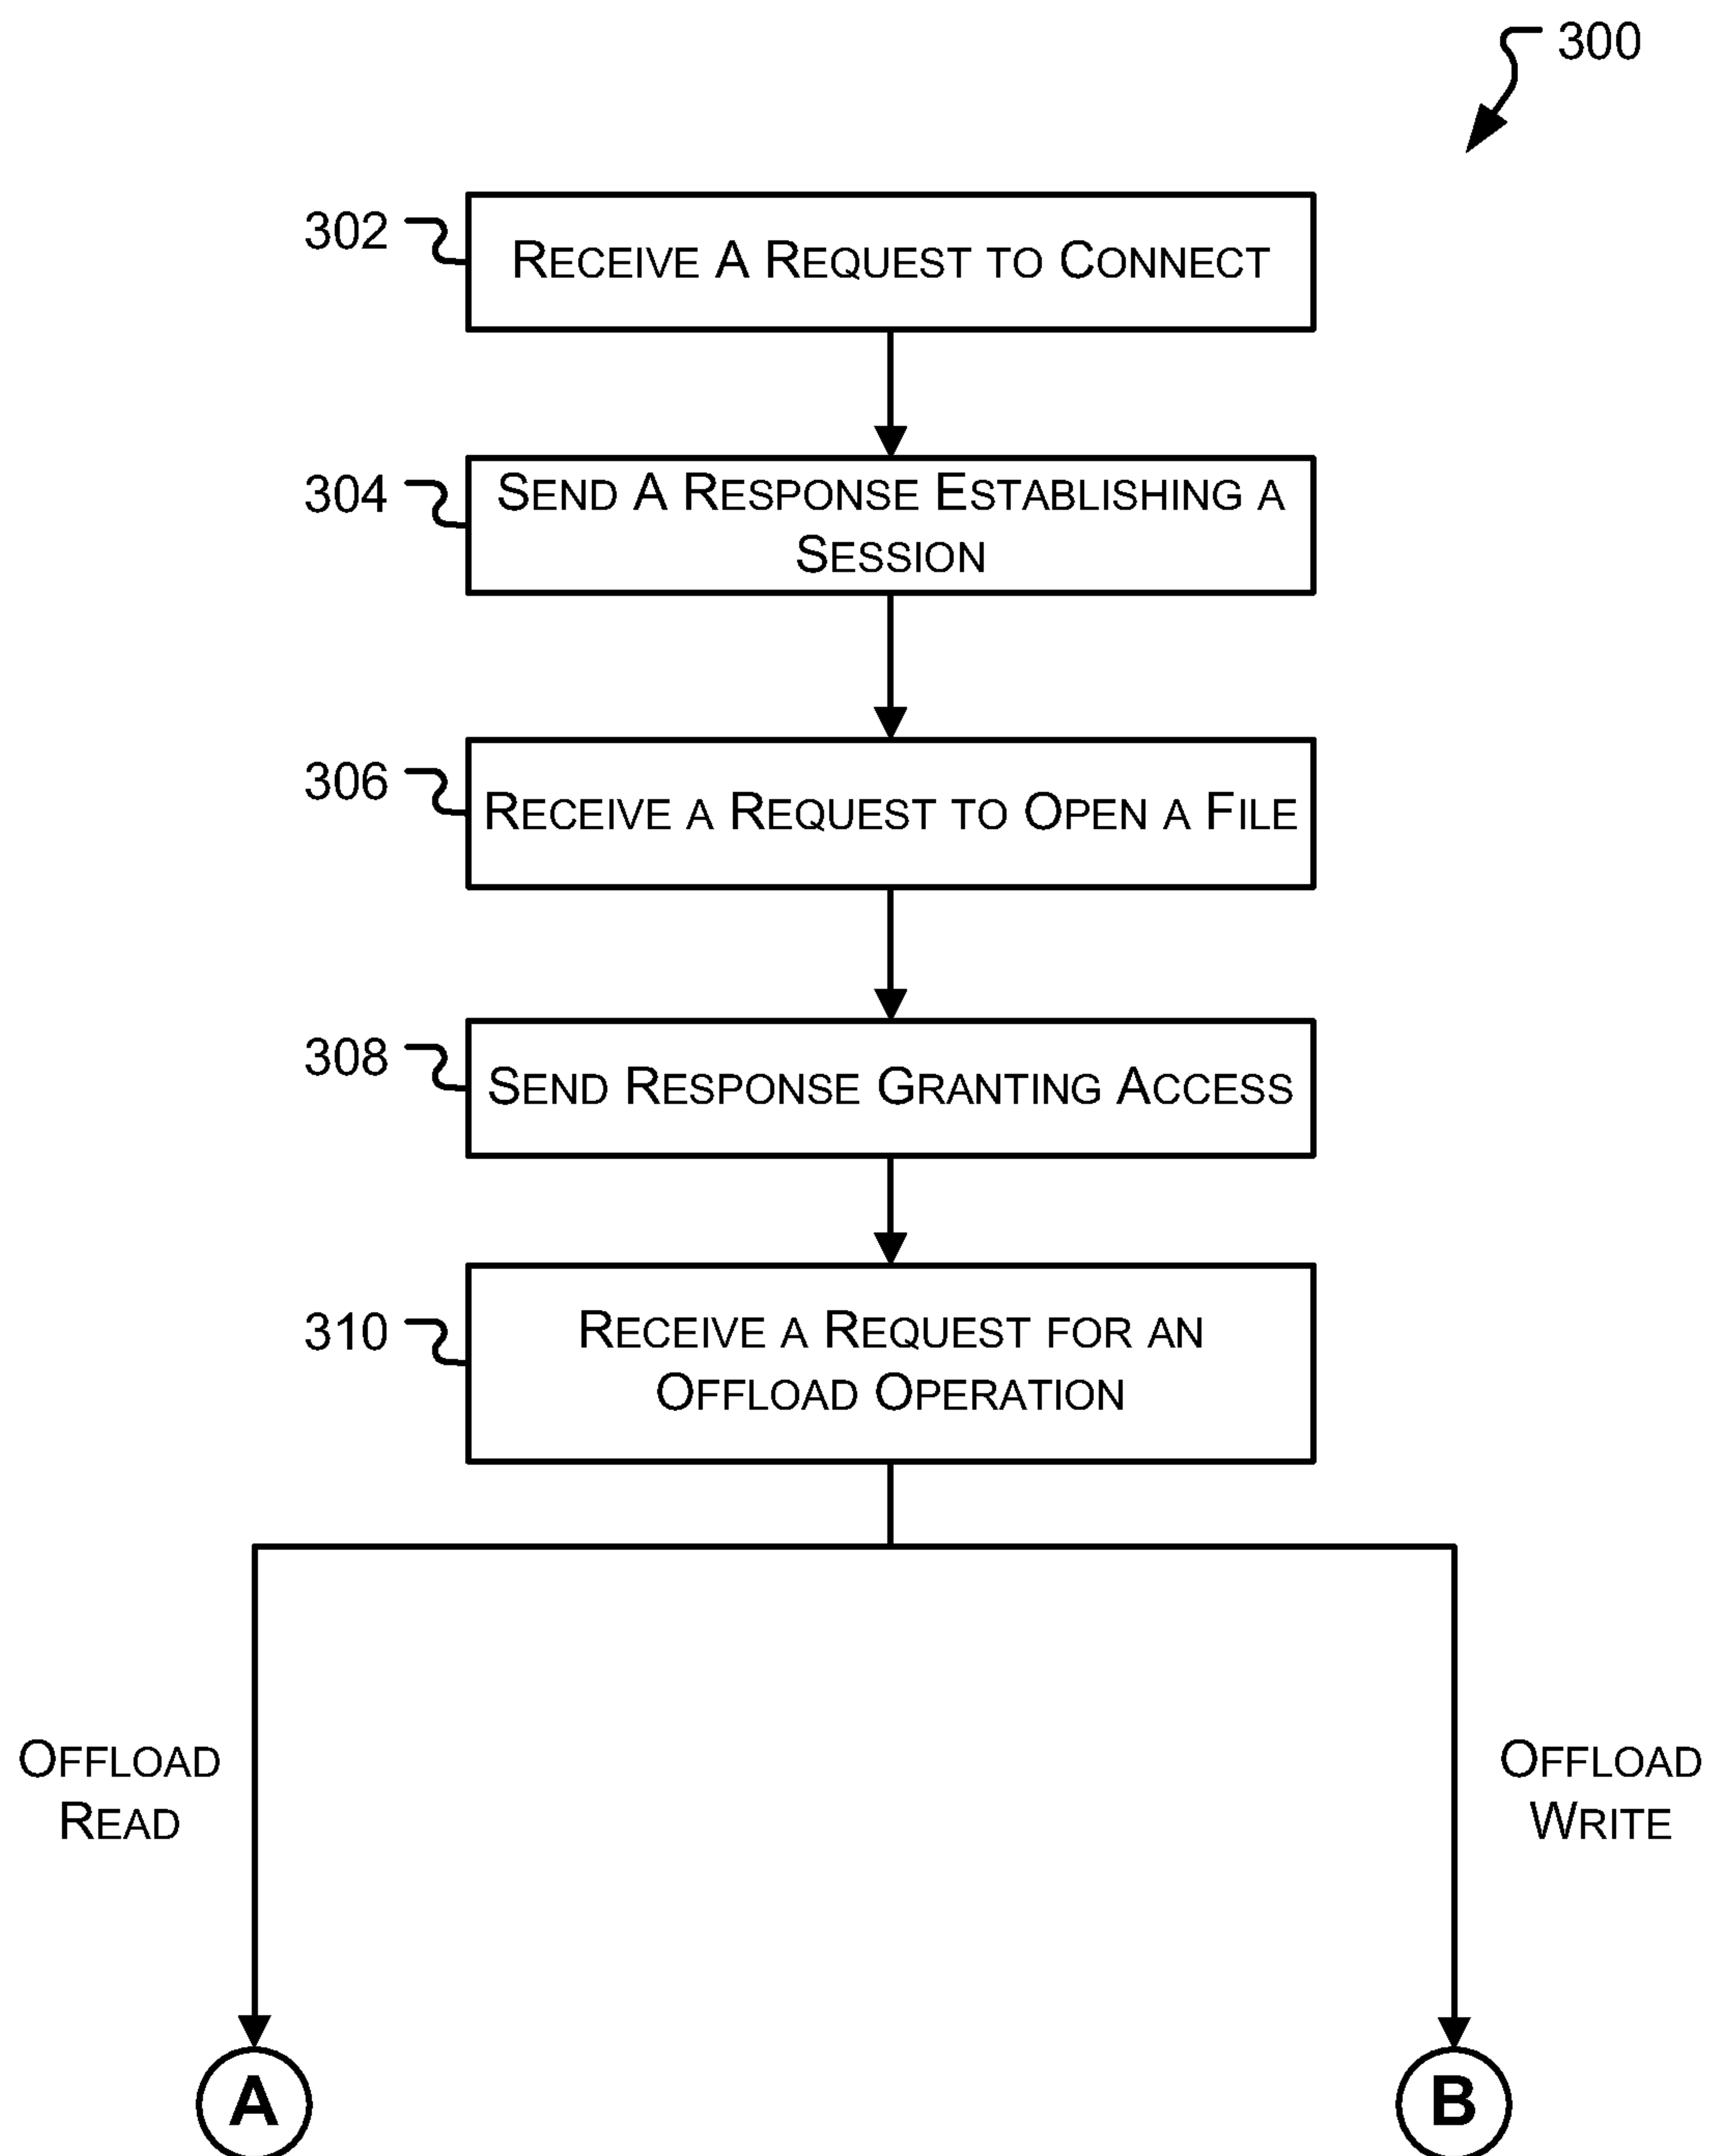 300
302
RECEIVE A REQUEST TO CONNECT
304
SEND A RESPONSE ESTABLISHING A
SESSION
306
RECEIVE A REQUEST TO OPEN A FILE
308
SEND RESPONSE GRANTING ACCESS
310
RECEIVE A REQUEST FOR AN
OFFLOAD OPERATION
OFFLOAD
READ
OFFLOAD
WRITE
A
B